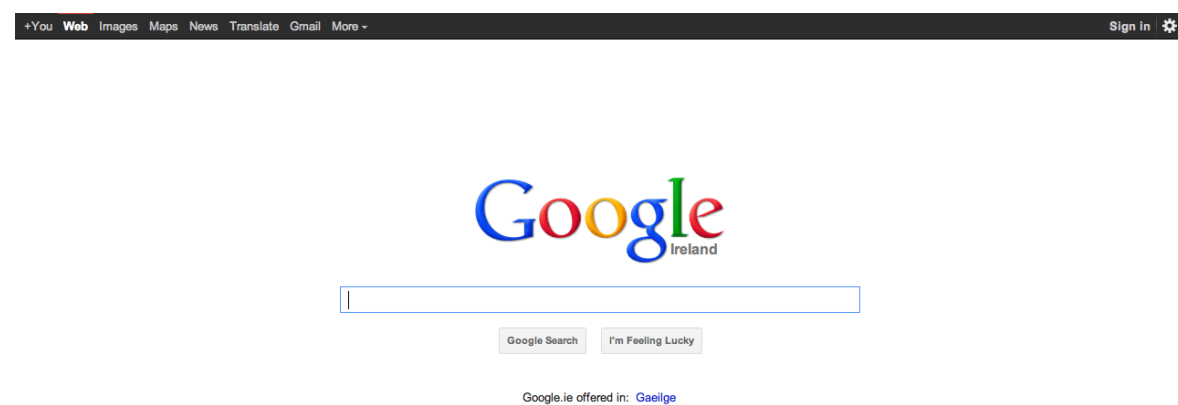 +You Web Images Maps News Translate Gmail More Sign in
Google
Ireland
Google Search I'm Feeling Lucky
Google.ie offered in: Gaeilge